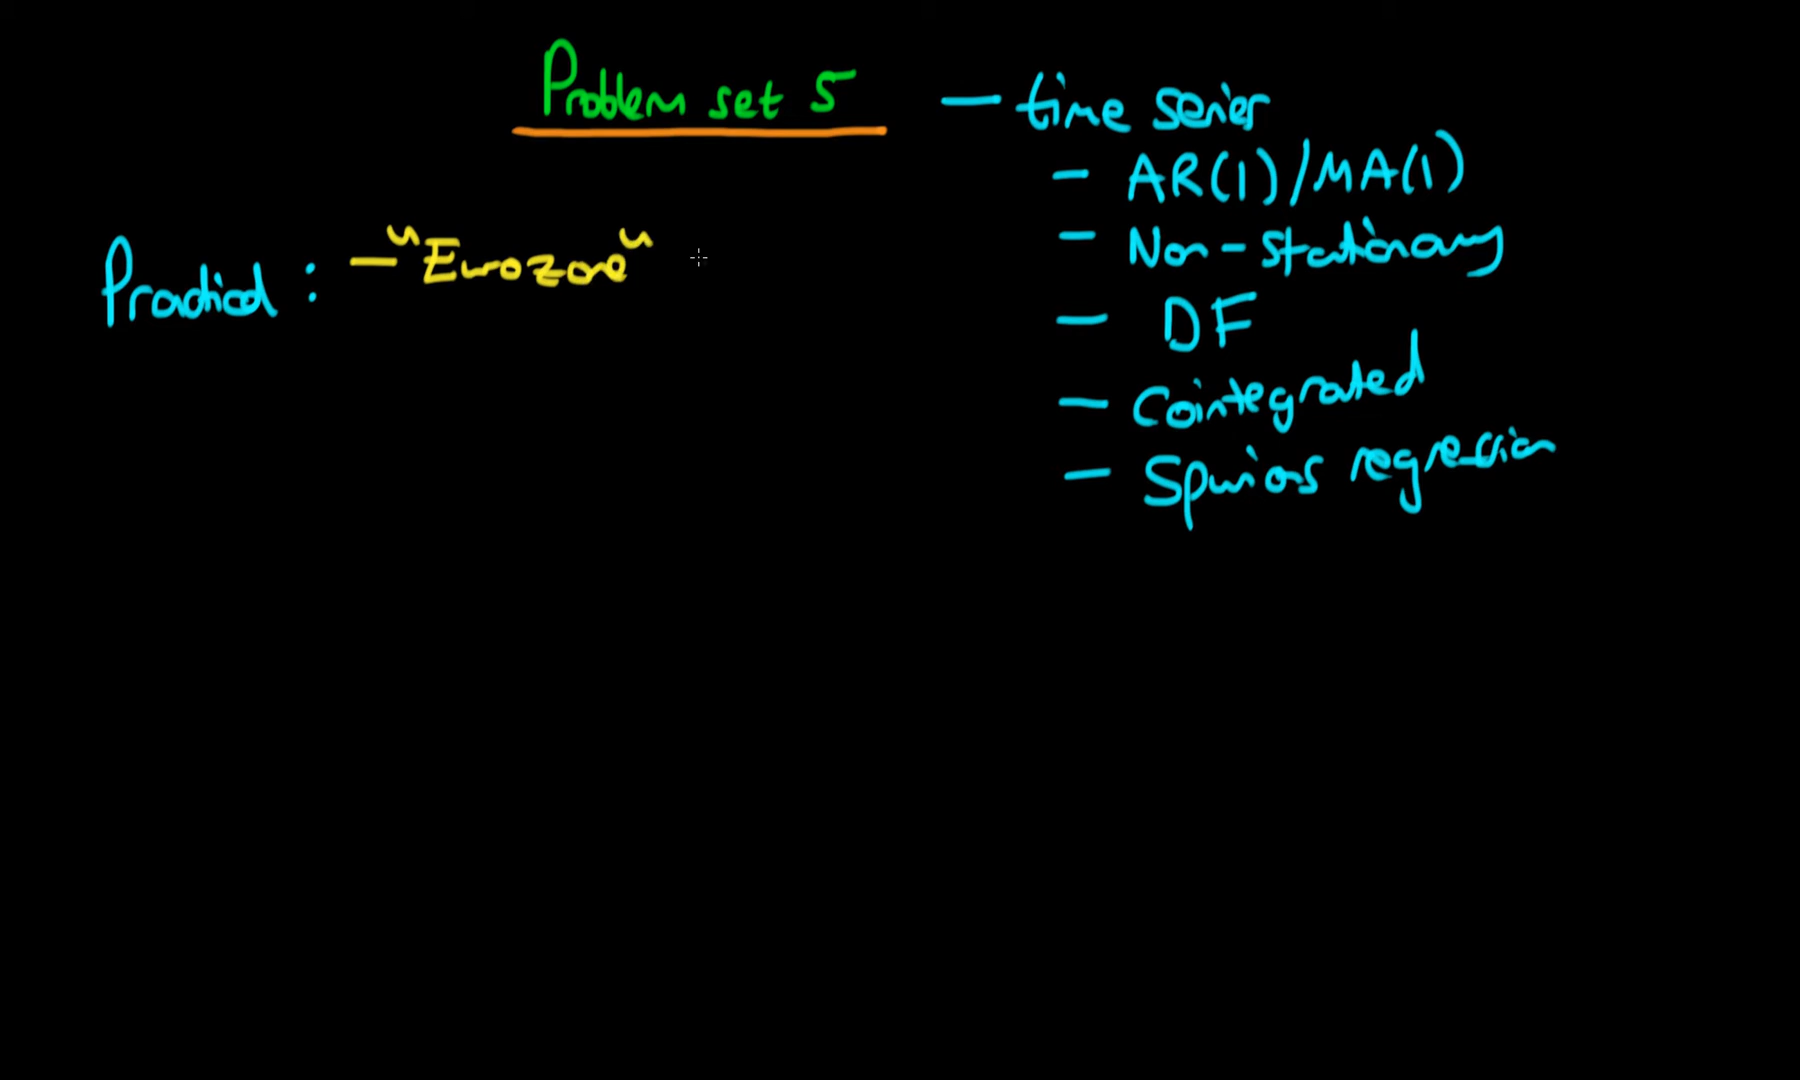 Problem set 5
- time series
- AR(1)/MA(1)
- Non-stationary
- DF
- Cointegrated
- Spurious regression
Practical : - "Eurozone"